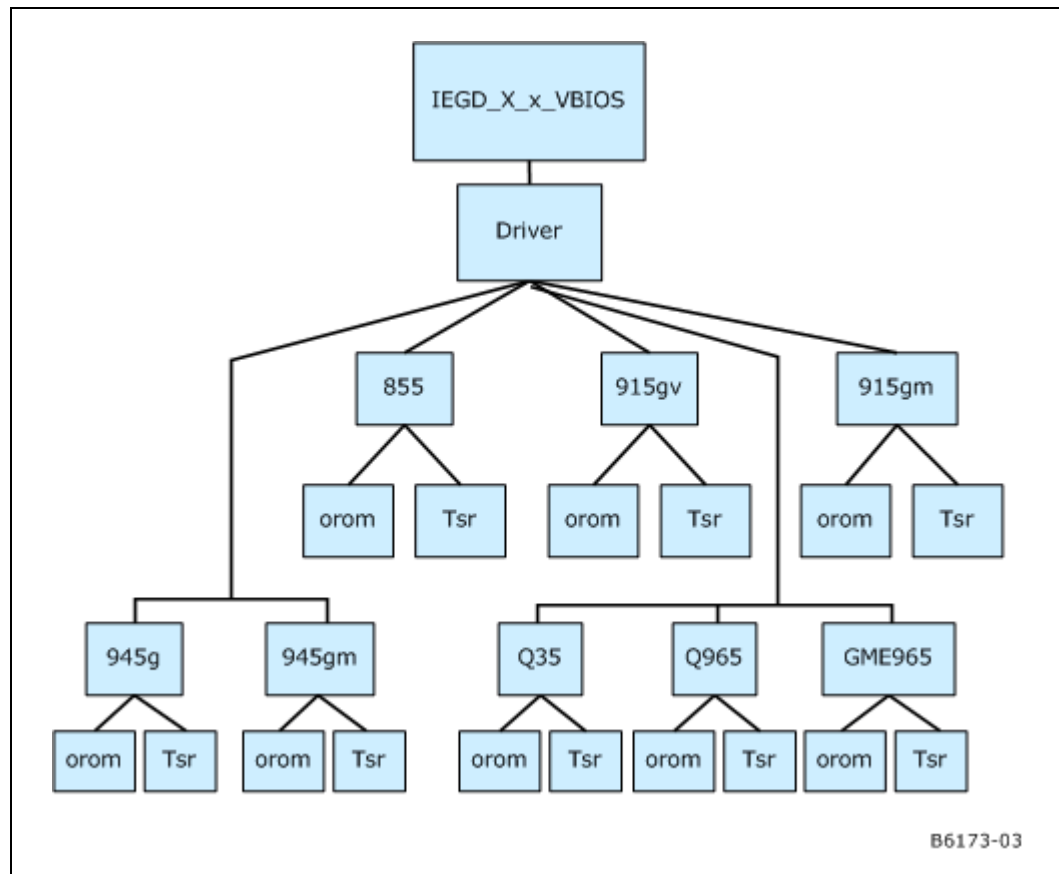 IEGD_X_x_VBIOS
Driver
855
915gv
915gm
orom Tsr orom Tsr orom Tsr
945g 945gm Q35 Q965 GME965
orom Tsr orom Tsr orom Tsr orom Tsr orom Tsr
B6173-03